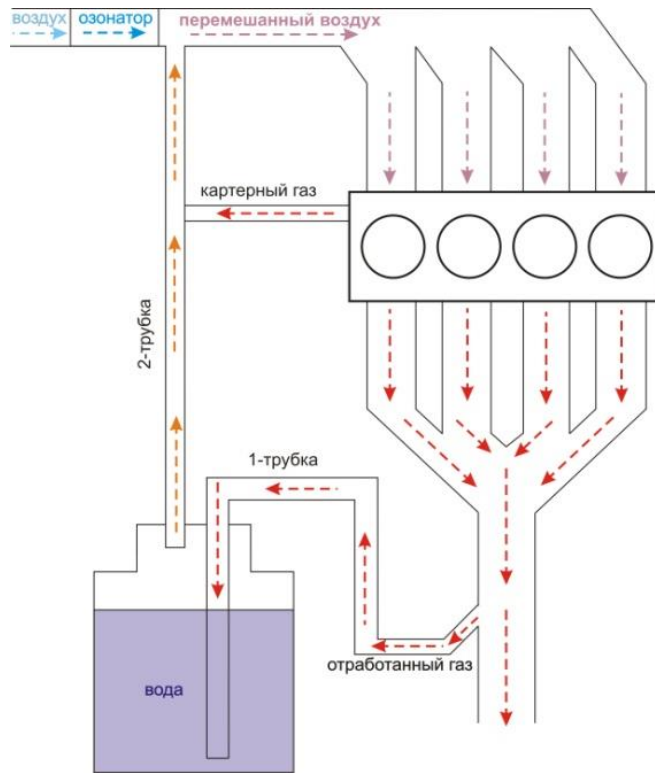 воздух
озонатор
перемешанный воздух
картерный газ
2-трубка
1-трубка
отработанный газ
вода